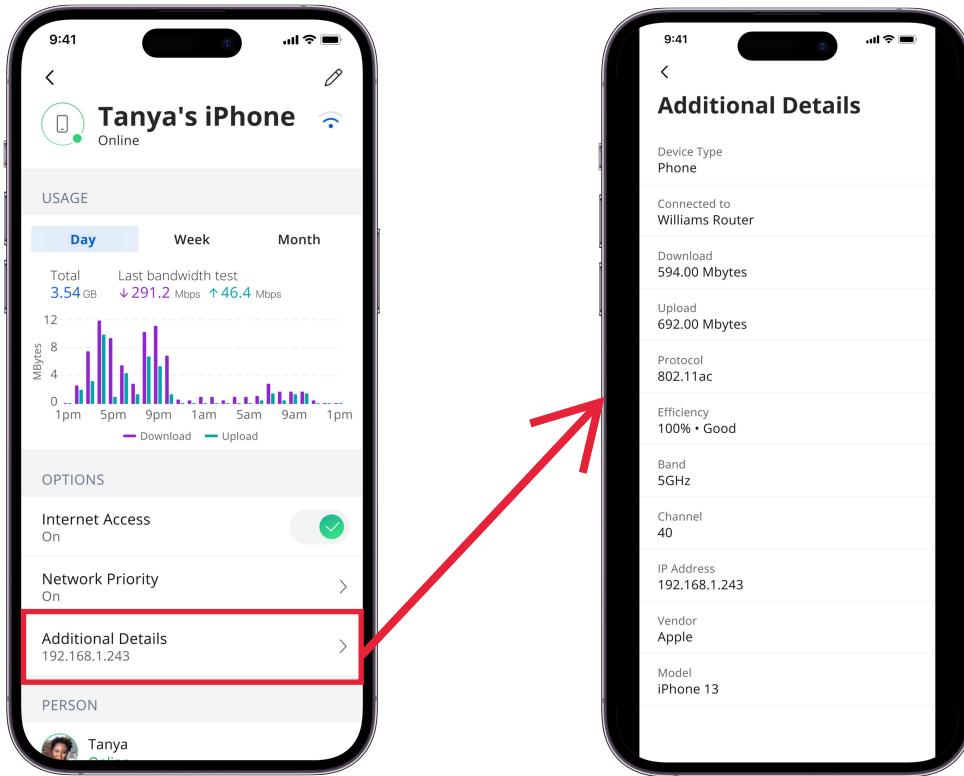 9:41
Tanya's iPhone
Online
USAGE
Day Week Month
Total Last bandwidth test
3.54 GB ↓291.2 Mbps ↑46.4 Mbps
MBytes
12
8
4
0
1pm 5pm 9pm 1am 5am 9am 1pm
Download Upload
OPTIONS
Internet Access
On
Network Priority
On
Additional Details
192.168.1.243
PERSON
Tanya
Online
9:41
Additional Details
Device Type
Phone
Connected to
Williams Router
Download
594.00 Mbytes
Upload
692.00 Mbytes
Protocol
802.11ac
Efficiency
100% • Good
Band
5GHz
Channel
40
IP Address
192.168.1.243
Vendor
Apple
Model
iPhone 13